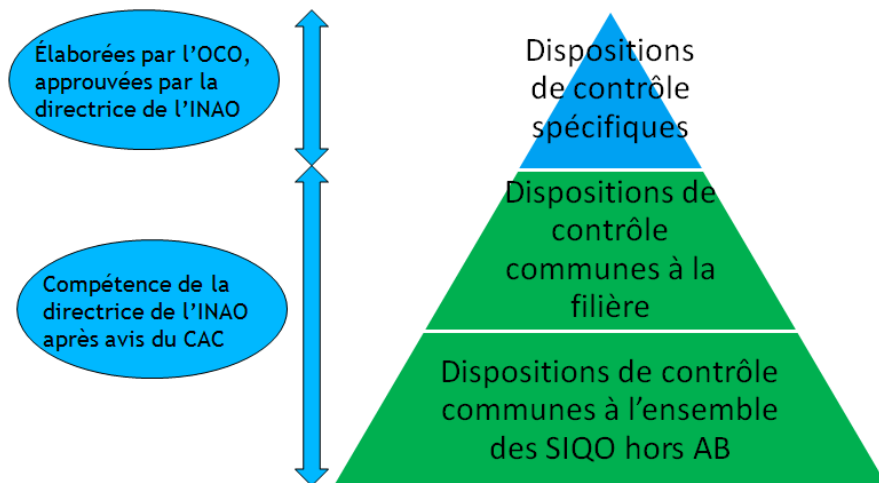 Élaborées par l'OCO,
approuvées par la
directrice de l'INAO
Dispositions
de contrôle
spécifiques
Dispositions de
contrôle
communes à la
filière
Compétence de la
directrice de l'INAO
après avis du CAC
Dispositions de contrôle
communes à l'ensemble
des SIQO hors AB